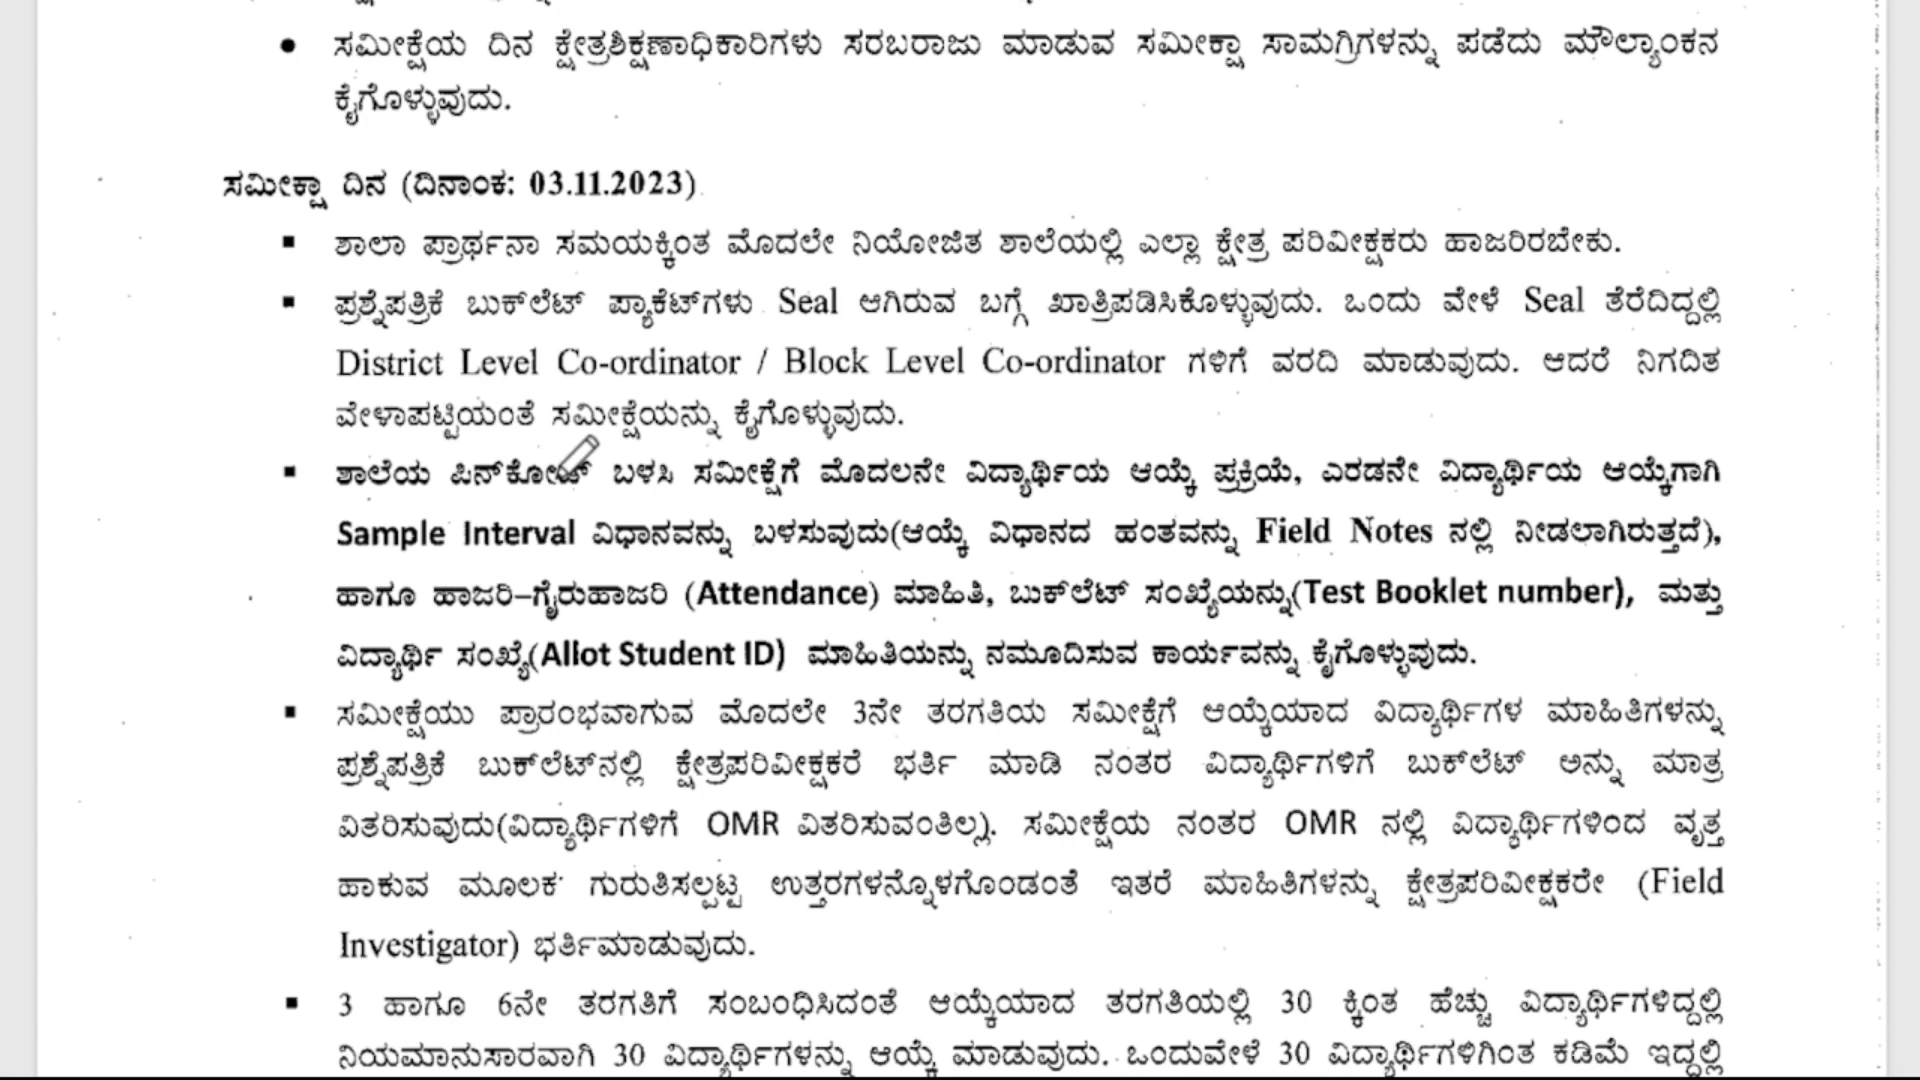 ಸಮೀಕ್ಷೆಯ ದಿನ ಕ್ಷೇತ್ರಶಿಕ್ಷಣಾಧಿಕಾರಿಗಳು ಸರಬರಾಜು ಮಾಡುವ ಸಮೀಕ್ಷಾ ಸಾಮಗ್ರಿಗಳನ್ನು ಪಡೆದು ಮೌಲ್ಯಾಂಕನ
ಕೈಗೊಳ್ಳುವುದು.
ಸಮೀಕ್ಷಾ ದಿನ (ದಿನಾಂಕ: 03.11.2023)
▪ ಶಾಲಾ ಪ್ರಾರ್ಥನಾ ಸಮಯಕ್ಕಿಂತ ಮೊದಲೇ ನಿಯೋಜಿತ ಶಾಲೆಯಲ್ಲಿ ಎಲ್ಲಾ ಕ್ಷೇತ್ರ ಪರಿವೀಕ್ಷಕರು ಹಾಜರಿರಬೇಕು.
▪ ಪ್ರಶ್ನೆಪತ್ರಿಕೆ ಬುಕ್‌ಲೆಟ್ ಪ್ಯಾಕೆಟ್‌ಗಳು Seal ಆಗಿರುವ ಬಗ್ಗೆ ಖಾತ್ರಿಪಡಿಸಿಕೊಳ್ಳುವುದು. ಒಂದು ವೇಳೆ Seal ತೆರೆದಿದ್ದಲ್ಲಿ
District Level Co-ordinator / Block Level Co-ordinator ಗಳಿಗೆ ವರದಿ ಮಾಡುವುದು. ಆದರೆ ನಿಗದಿತ
ವೇಳಾಪಟ್ಟಿಯಂತೆ ಸಮೀಕ್ಷೆಯನ್ನು ಕೈಗೊಳ್ಳುವುದು.
▪ ಶಾಲೆಯ ಪಿನ್‌ಕೋಡ್ ಬಳಸಿ ಸಮೀಕ್ಷೆಗೆ ಮೊದಲನೇ ವಿದ್ಯಾರ್ಥಿಯ ಆಯ್ಕೆ ಪ್ರಕ್ರಿಯೆ, ಎರಡನೇ ವಿದ್ಯಾರ್ಥಿಯ ಆಯ್ಕೆಗಾಗಿ
Sample Interval ವಿಧಾನವನ್ನು ಬಳಸುವುದು(ಆಯ್ಕೆ ವಿಧಾನದ ಹಂತವನ್ನು Field Notes ನಲ್ಲಿ ನೀಡಲಾಗಿರುತ್ತದೆ),
ಹಾಗೂ ಹಾಜರಿ–ಗೈರುಹಾಜರಿ (Attendance) ಮಾಹಿತಿ, ಬುಕ್‌ಲೆಟ್ ಸಂಖ್ಯೆಯನ್ನು(Test Booklet number), ಮತ್ತು
ವಿದ್ಯಾರ್ಥಿ ಸಂಖ್ಯೆ(Allot Student ID) ಮಾಹಿತಿಯನ್ನು ನಮೂದಿಸುವ ಕಾರ್ಯವನ್ನು ಕೈಗೊಳ್ಳುವುದು.
▪ ಸಮೀಕ್ಷೆಯು ಪ್ರಾರಂಭವಾಗುವ ಮೊದಲೇ 3ನೇ ತರಗತಿಯ ಸಮೀಕ್ಷೆಗೆ ಆಯ್ಕೆಯಾದ ವಿದ್ಯಾರ್ಥಿಗಳ ಮಾಹಿತಿಗಳನ್ನು
ಪ್ರಶ್ನೆಪತ್ರಿಕೆ ಬುಕ್‌ಲೆಟ್‌ನಲ್ಲಿ ಕ್ಷೇತ್ರಪರಿವೀಕ್ಷಕರೆ ಭರ್ತಿ ಮಾಡಿ ನಂತರ ವಿದ್ಯಾರ್ಥಿಗಳಿಗೆ ಬುಕ್‌ಲೆಟ್ ಅನ್ನು ಮಾತ್ರ
ವಿತರಿಸುವುದು(ವಿದ್ಯಾರ್ಥಿಗಳಿಗೆ OMR ವಿತರಿಸುವಂತಿಲ್ಲ). ಸಮೀಕ್ಷೆಯ ನಂತರ OMR ನಲ್ಲಿ ವಿದ್ಯಾರ್ಥಿಗಳಿಂದ ವೃತ್ತ
ಹಾಕುವ ಮೂಲಕ ಗುರುತಿಸಲ್ಪಟ್ಟ ಉತ್ತರಗಳನ್ನೊಳಗೊಂಡಂತೆ ಇತರೆ ಮಾಹಿತಿಗಳನ್ನು ಕ್ಷೇತ್ರಪರಿವೀಕ್ಷಕರೇ (Field
Investigator) ಭರ್ತಿಮಾಡುವುದು.
▪ 3 ಹಾಗೂ 6ನೇ ತರಗತಿಗೆ ಸಂಬಂಧಿಸಿದಂತೆ ಆಯ್ಕೆಯಾದ ತರಗತಿಯಲ್ಲಿ 30 ಕ್ಕಿಂತ ಹೆಚ್ಚು ವಿದ್ಯಾರ್ಥಿಗಳಿದ್ದಲ್ಲಿ
ನಿಯಮಾನುಸಾರವಾಗಿ 30 ವಿದ್ಯಾರ್ಥಿಗಳನ್ನು ಆಯ್ಕೆ ಮಾಡುವುದು. ಒಂದುವೇಳೆ 30 ವಿದ್ಯಾರ್ಥಿಗಳಿಗಿಂತ ಕಡಿಮೆ ಇದ್ದಲ್ಲಿ